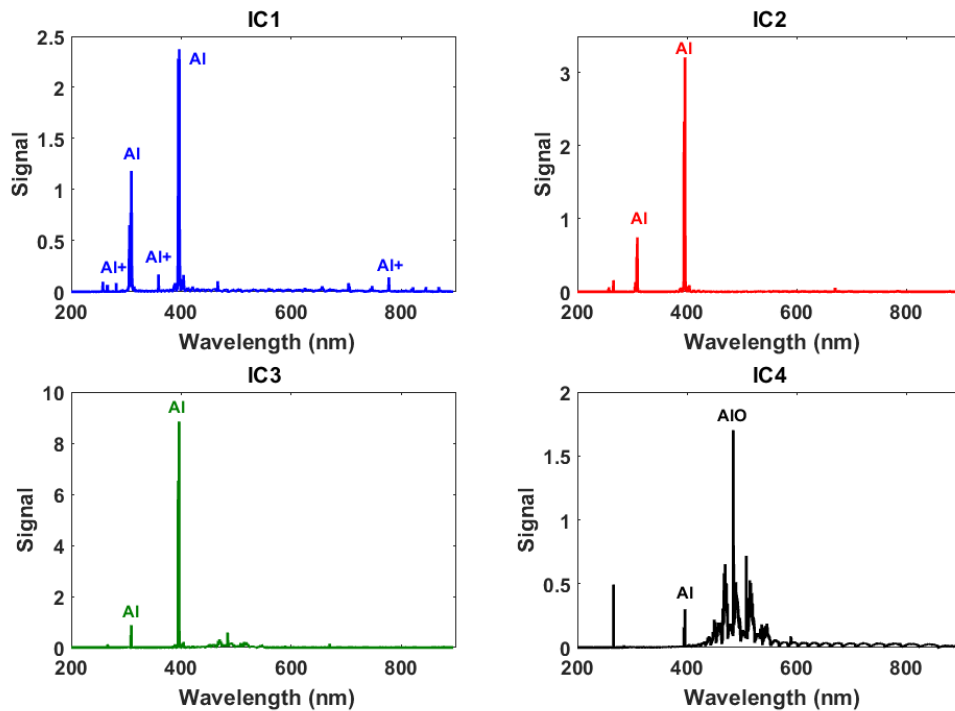 IC1
2.5
2
1.5
1
0.5
0
Signal
Al
Al
Al+
Al+
Al+
200
400
600
800
Wavelength (nm)
IC2
3
2
1
0
Signal
Al
Al
200
400
600
800
Wavelength (nm)
IC3
10
8
6
4
2
0
Signal
Al
Al
200
400
600
800
Wavelength (nm)
IC4
2
1.5
1
0.5
0
Signal
AlO
Al
200
400
600
800
Wavelength (nm)